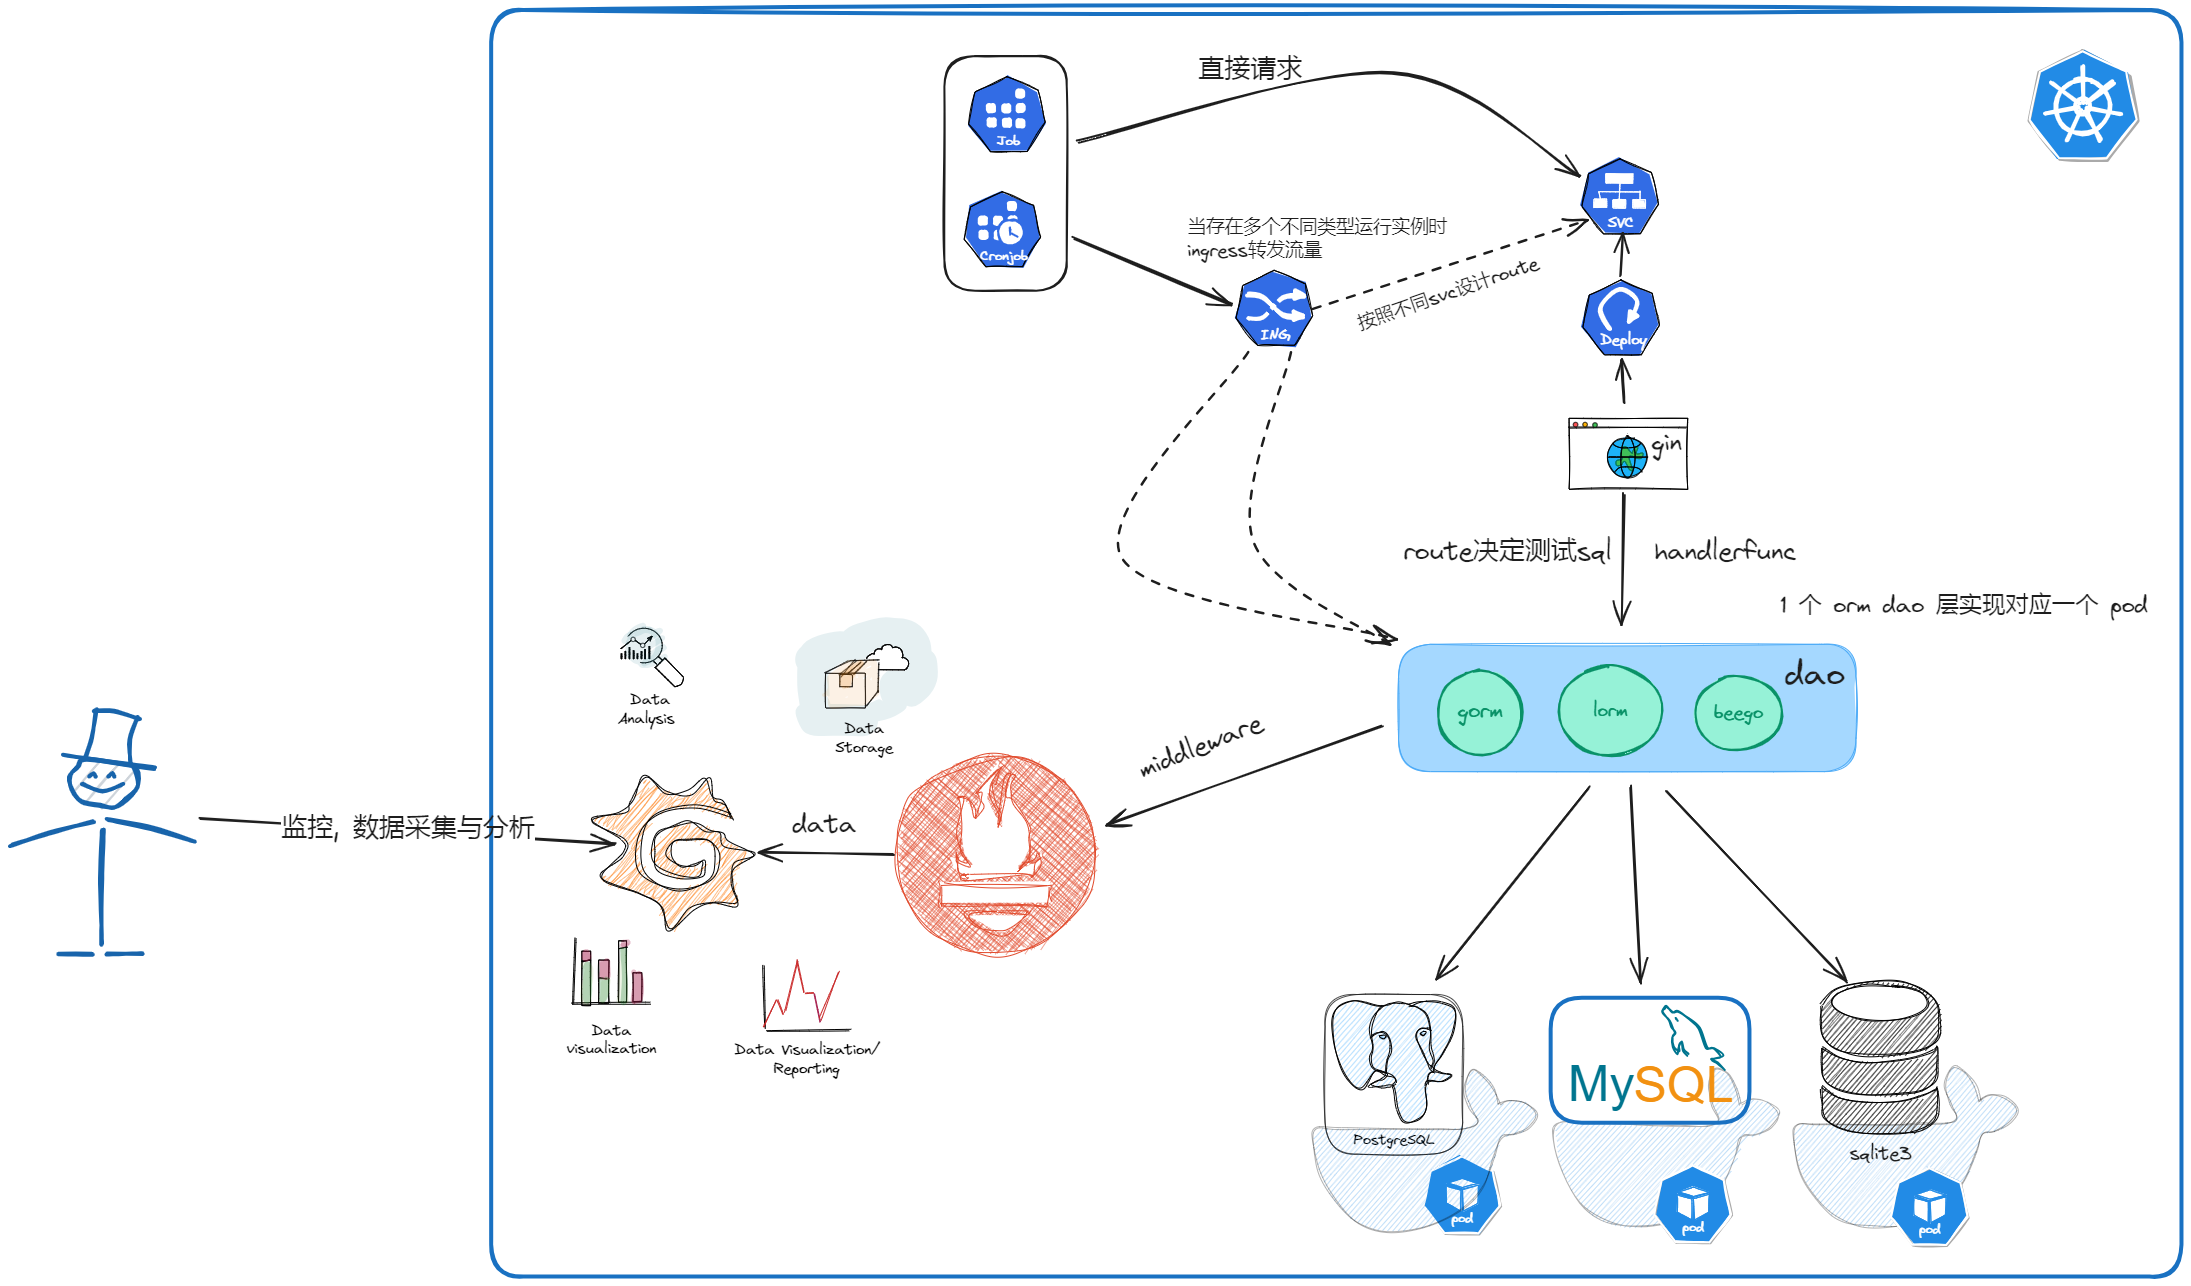 直接请求
Job
Cronjob
SVC
当存在多个不同类型运行实例时
ingress转发流量
按照不同svc设计route
ING
Deploy
gin
route决定测试sql
handlerfunc
1 个 orm dao 层实现对应一个 pod
dao
gorm
lorm
beego
middleware
Data
Analysis
Data
Storage
监控, 数据采集与分析
data
Data
visualization
Data Visualization/
Reporting
PostgreSQL
MySQL
sqlite3
pod
pod
pod